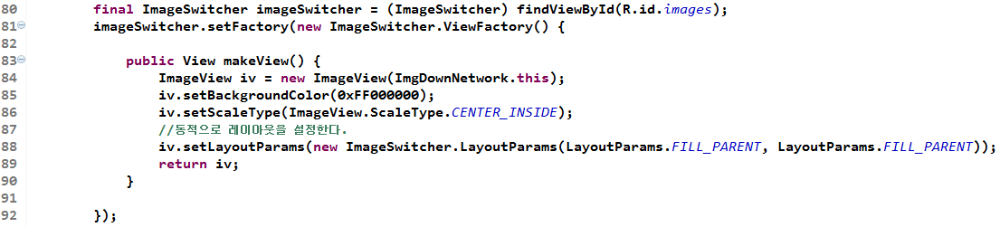 80 final ImageSwitcher imageSwitcher = (ImageSwitcher) findViewById(R.id.images);
81 imageSwitcher.setFactory(new ImageSwitcher.ViewFactory() {
82
83 public View makeView() {
84 ImageView iv = new ImageView(ImgDownNetwork.this);
85 iv.setBackgroundColor(0xFF000000);
86 iv.setScaleType(ImageView.ScaleType.CENTER_INSIDE);
87 //동적으로 레이아웃을 설정한다.
88 iv.setLayoutParams(new ImageSwitcher.LayoutParams(LayoutParams.FILL_PARENT, LayoutParams.FILL_PARENT));
89 return iv;
90 }
91
92 });